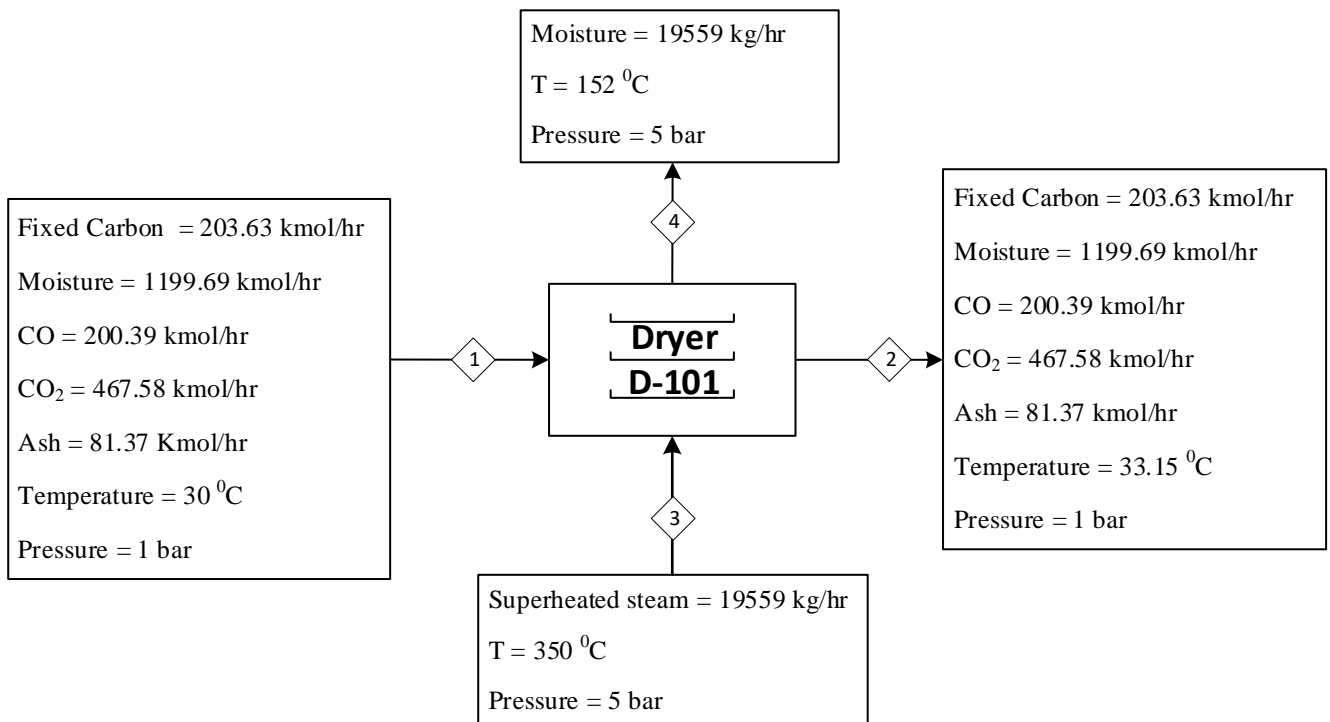 Moisture = 19559 kg/hr
T = 152 ⁰C
Pressure = 5 bar
Fixed Carbon = 203.63 kmol/hr
Moisture = 1199.69 kmol/hr
CO = 200.39 kmol/hr
CO₂ = 467.58 kmol/hr
Ash = 81.37 Kmol/hr
Temperature = 30 ⁰C
Pressure = 1 bar
4
1
Dryer
D-101
2
3
Fixed Carbon = 203.63 kmol/hr
Moisture = 1199.69 kmol/hr
CO = 200.39 kmol/hr
CO₂ = 467.58 kmol/hr
Ash = 81.37 kmol/hr
Temperature = 33.15 ⁰C
Pressure = 1 bar
Superheated steam = 19559 kg/hr
T = 350 ⁰C
Pressure = 5 bar